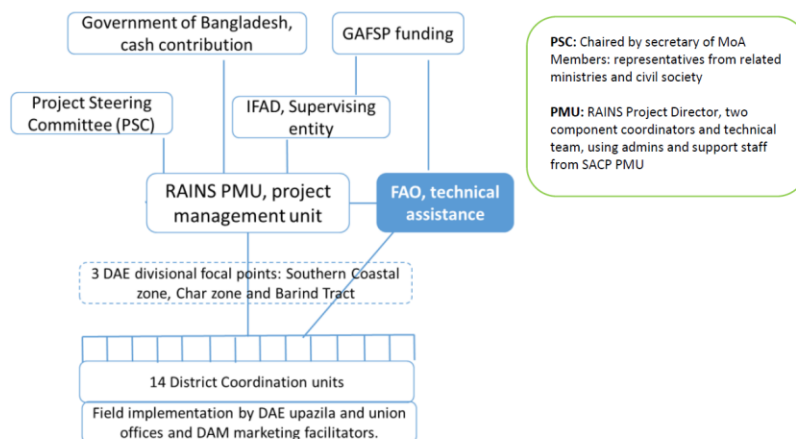 Government of Bangladesh,
cash contribution
GAFSP funding
Project Steering
Committee (PSC)
IFAD, Supervising
entity
RAINS PMU, project
management unit
FAO, technical
assistance
3 DAE divisional focal points: Southern Coastal
zone, Char zone and Barind Tract
14 District Coordination units
Field implementation by DAE upazila and union
offices and DAM marketing facilitators.
PSC: Chaired by secretary of MoA
Members: representatives from related
ministries and civil society
PMU: RAINS Project Director, two
component coordinators and technical
team, using admins and support staff
from SACP PMU